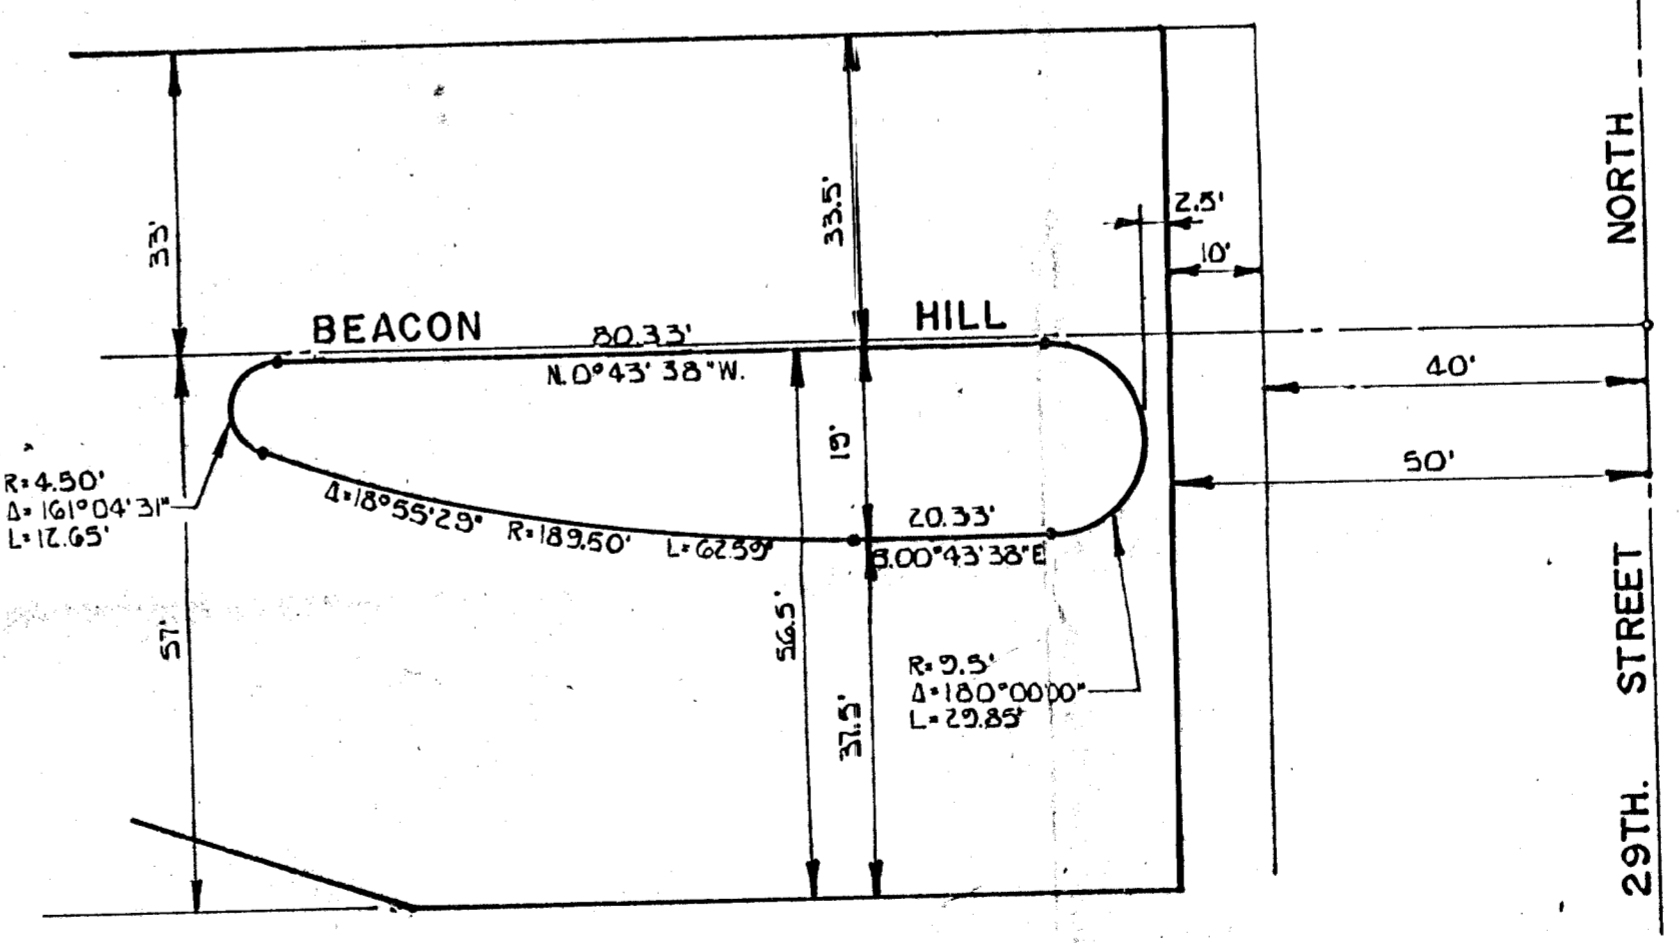 33'
33.5'
2.5'
10'
NORTH
BEACON HILL
80.33'
N. 0°43' 38"W.
40'
50'
19'
20.33'
S.00°43'38"E
R=4.50'
Δ=161°04'31"
L=12.65'
Δ=18°55'29" R=189.50' L=62.59'
57'
56.5'
37.5'
R=9.5'
Δ=180°00'00"
L=29.85'
29TH. STREET